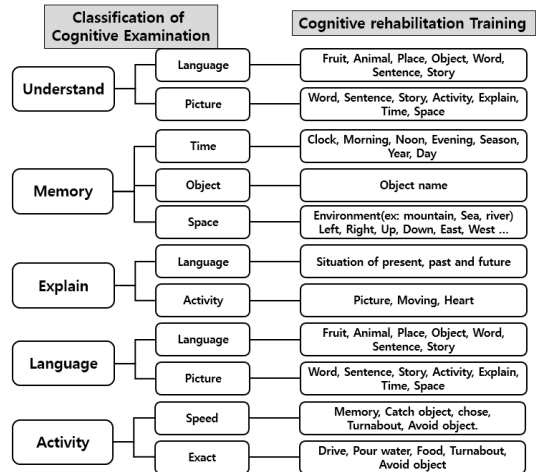 Classification of
Cognitive Examination
Cognitive rehabilitation Training
Understand
Language
Fruit, Animal, Place, Object, Word,
Sentence, Story
Picture
Word, Sentence, Story, Activity, Explain,
Time, Space
Memory
Time
Clock, Morning, Noon, Evening, Season,
Year, Day
Object
Object name
Space
Environment(ex: mountain, Sea, river)
Left, Right, Up, Down, East, West ...
Explain
Language
Situation of present, past and future
Activity
Picture, Moving, Heart
Language
Language
Fruit, Animal, Place, Object, Word,
Sentence, Story
Picture
Word, Sentence, Story, Activity, Explain,
Time, Space
Activity
Speed
Memory, Catch object, chose,
Turnabout, Avoid object.
Exact
Drive, Pour water, Food, Turnabout,
Avoid object